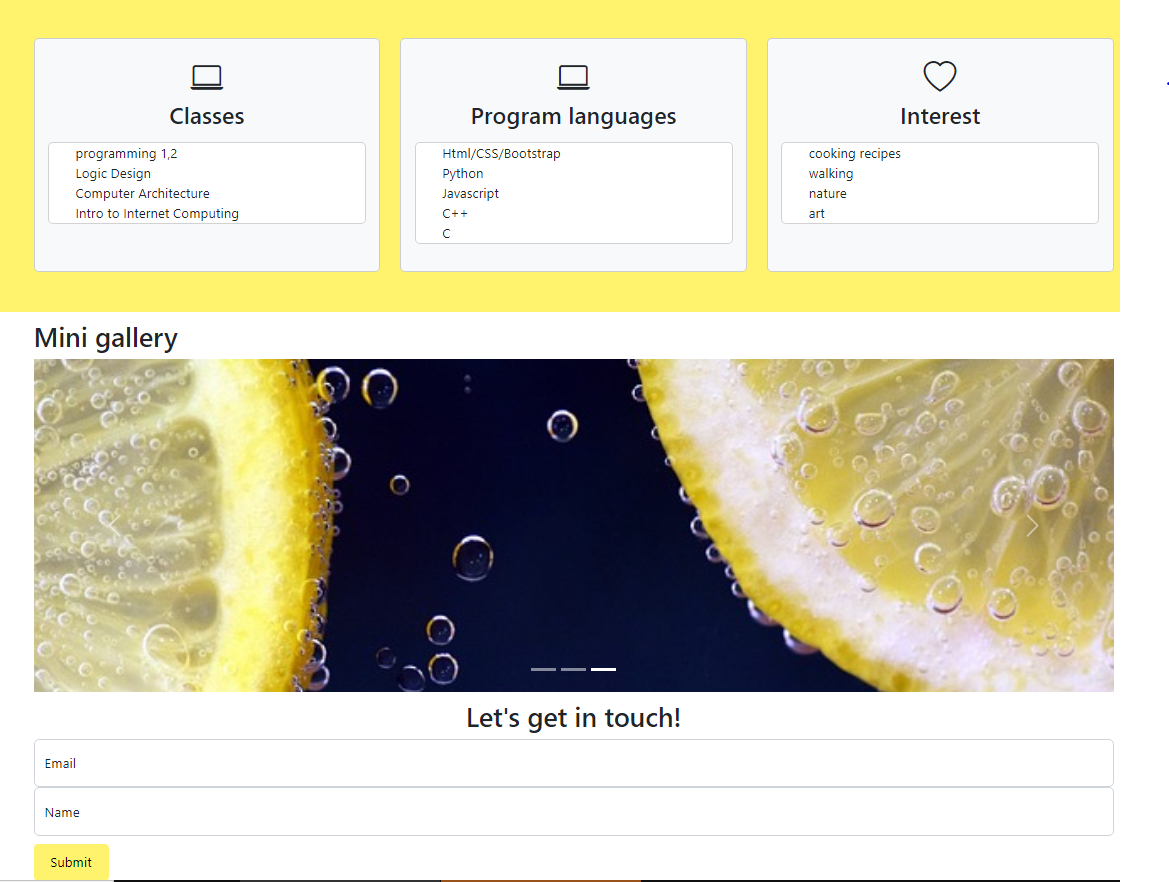 Classes
programming 1,2
Logic Design
Computer Architecture
Intro to Internet Computing
Program languages
Html/CSS/Bootstrap
Python
Javascript
C++
C
Interest
cooking recipes
walking
nature
art
Mini gallery
Let's get in touch!
Email
Name
Submit